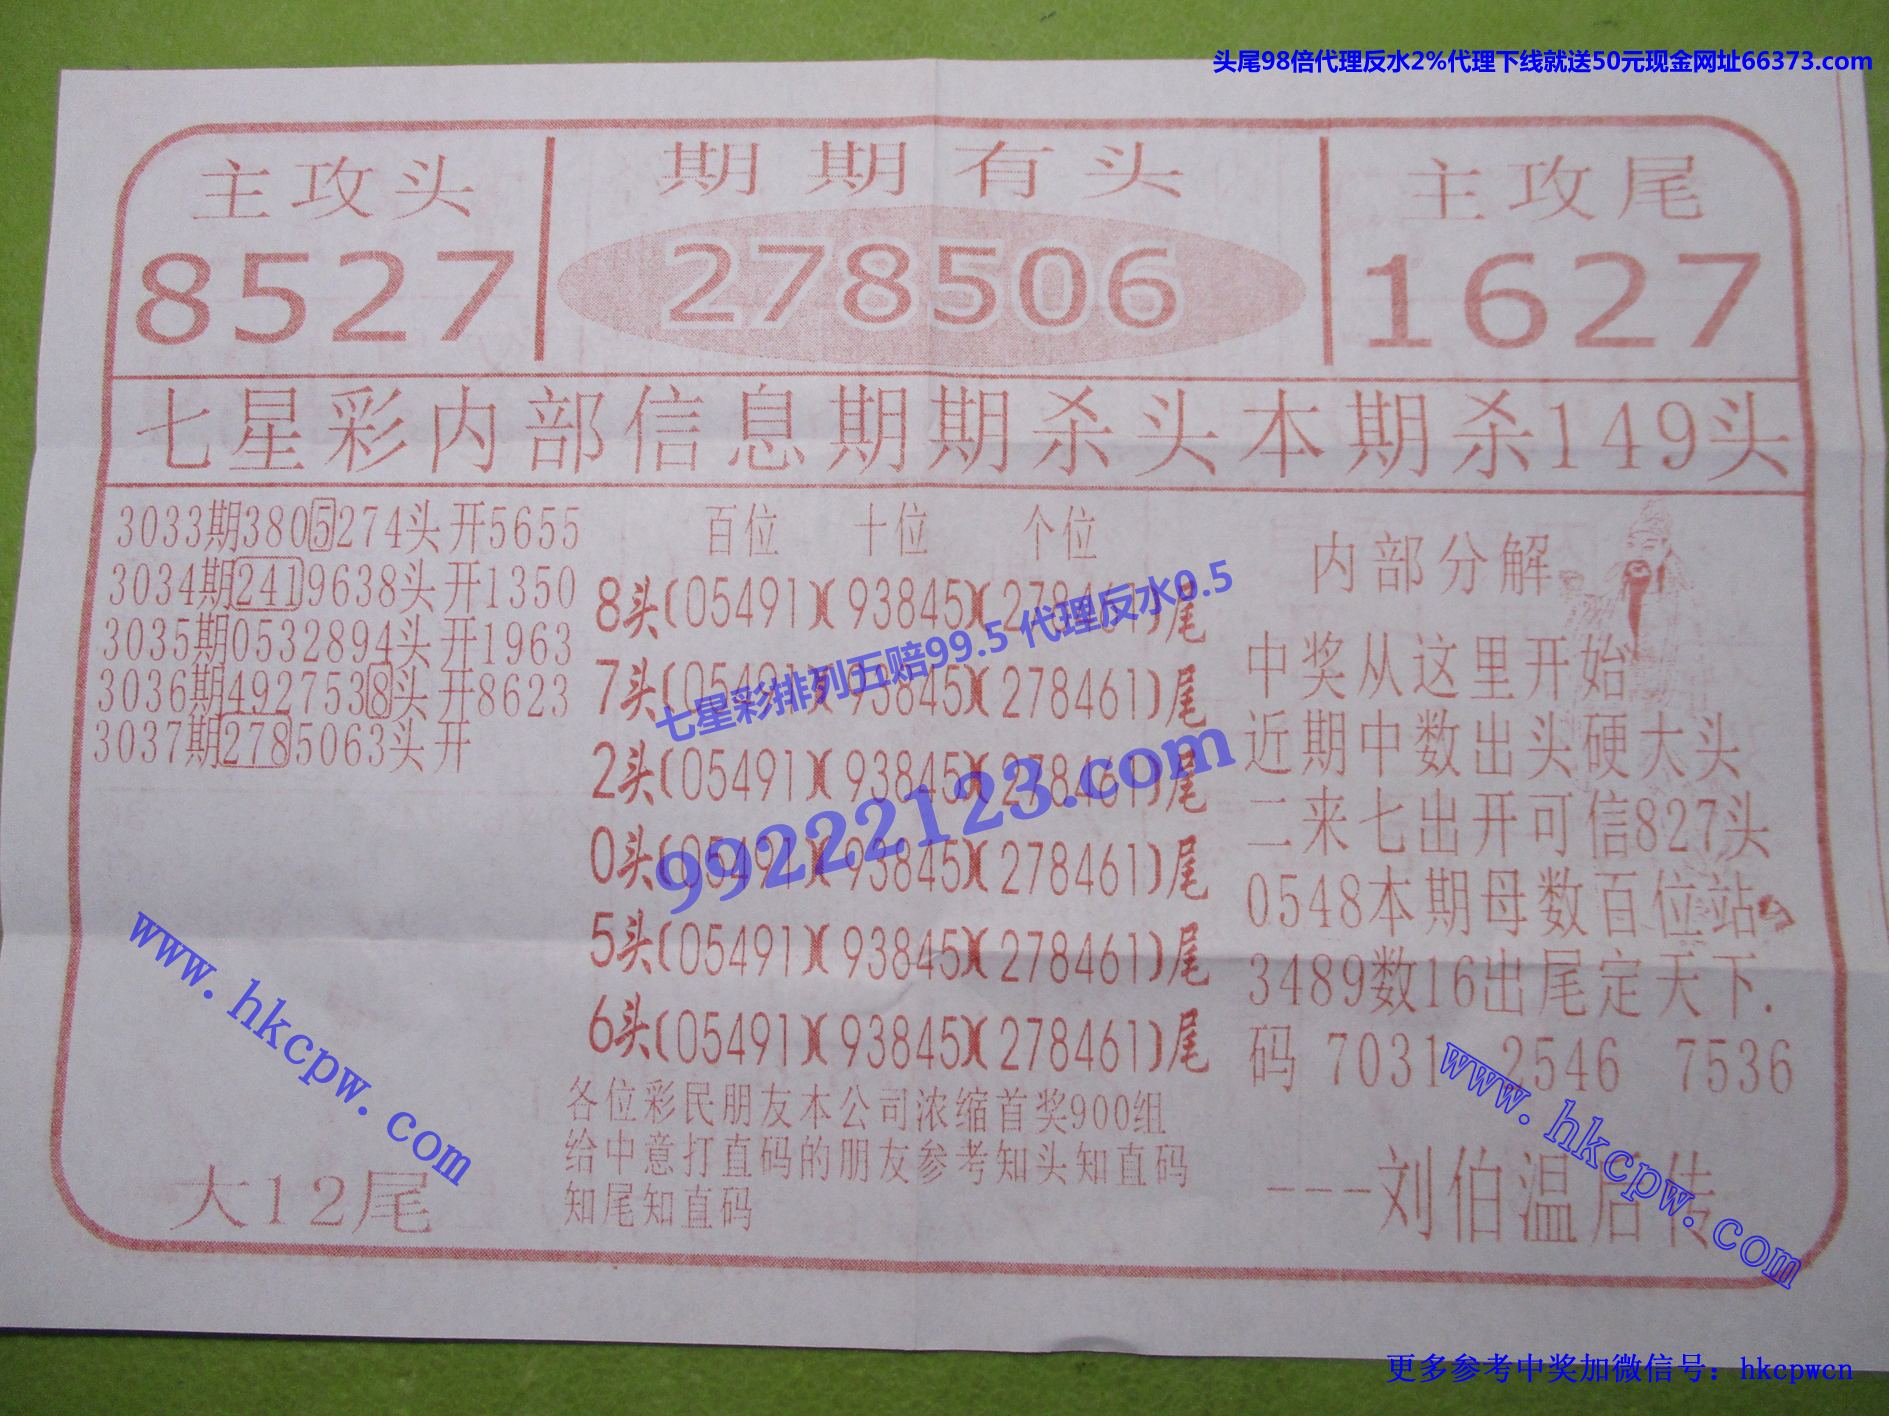 头尾98倍代理反水2%代理下线就送50元现金网址66373.com
主攻头
8527
期期有头
278506
主攻尾
1627
七星彩内部信息期期杀头本期杀149头
3033期3805274头开5655
3034期2419638头开1350
3035期0532894头开1963
3036期4927538头开8623
3037期2785063头开
大12尾
百位 十位 个位
8头(05491)(93845)(278461)尾
7头(05491)(93845)(278461)尾
2头(05491)(93845)(278461)尾
0头(05491)(93845)(278461)尾
5头(05491)(93845)(278461)尾
6头(05491)(93845)(278461)尾
各位彩民朋友本公司浓缩首奖900组
给中意打直码的朋友参考知头知直码
知尾知直码
内部分解
中奖从这里开始
近期中数出头硬大头
二来七出开可信827头
0548本期母数百位站
3489数16出尾定天下.
码 7031 2546 7536
---刘伯温后传
七星彩排列五赔99.5 代理反水0.5
99222123.com
www.hkcpw.com
www.hkcpw.com
更多参考中奖加微信号：hkcpwcn